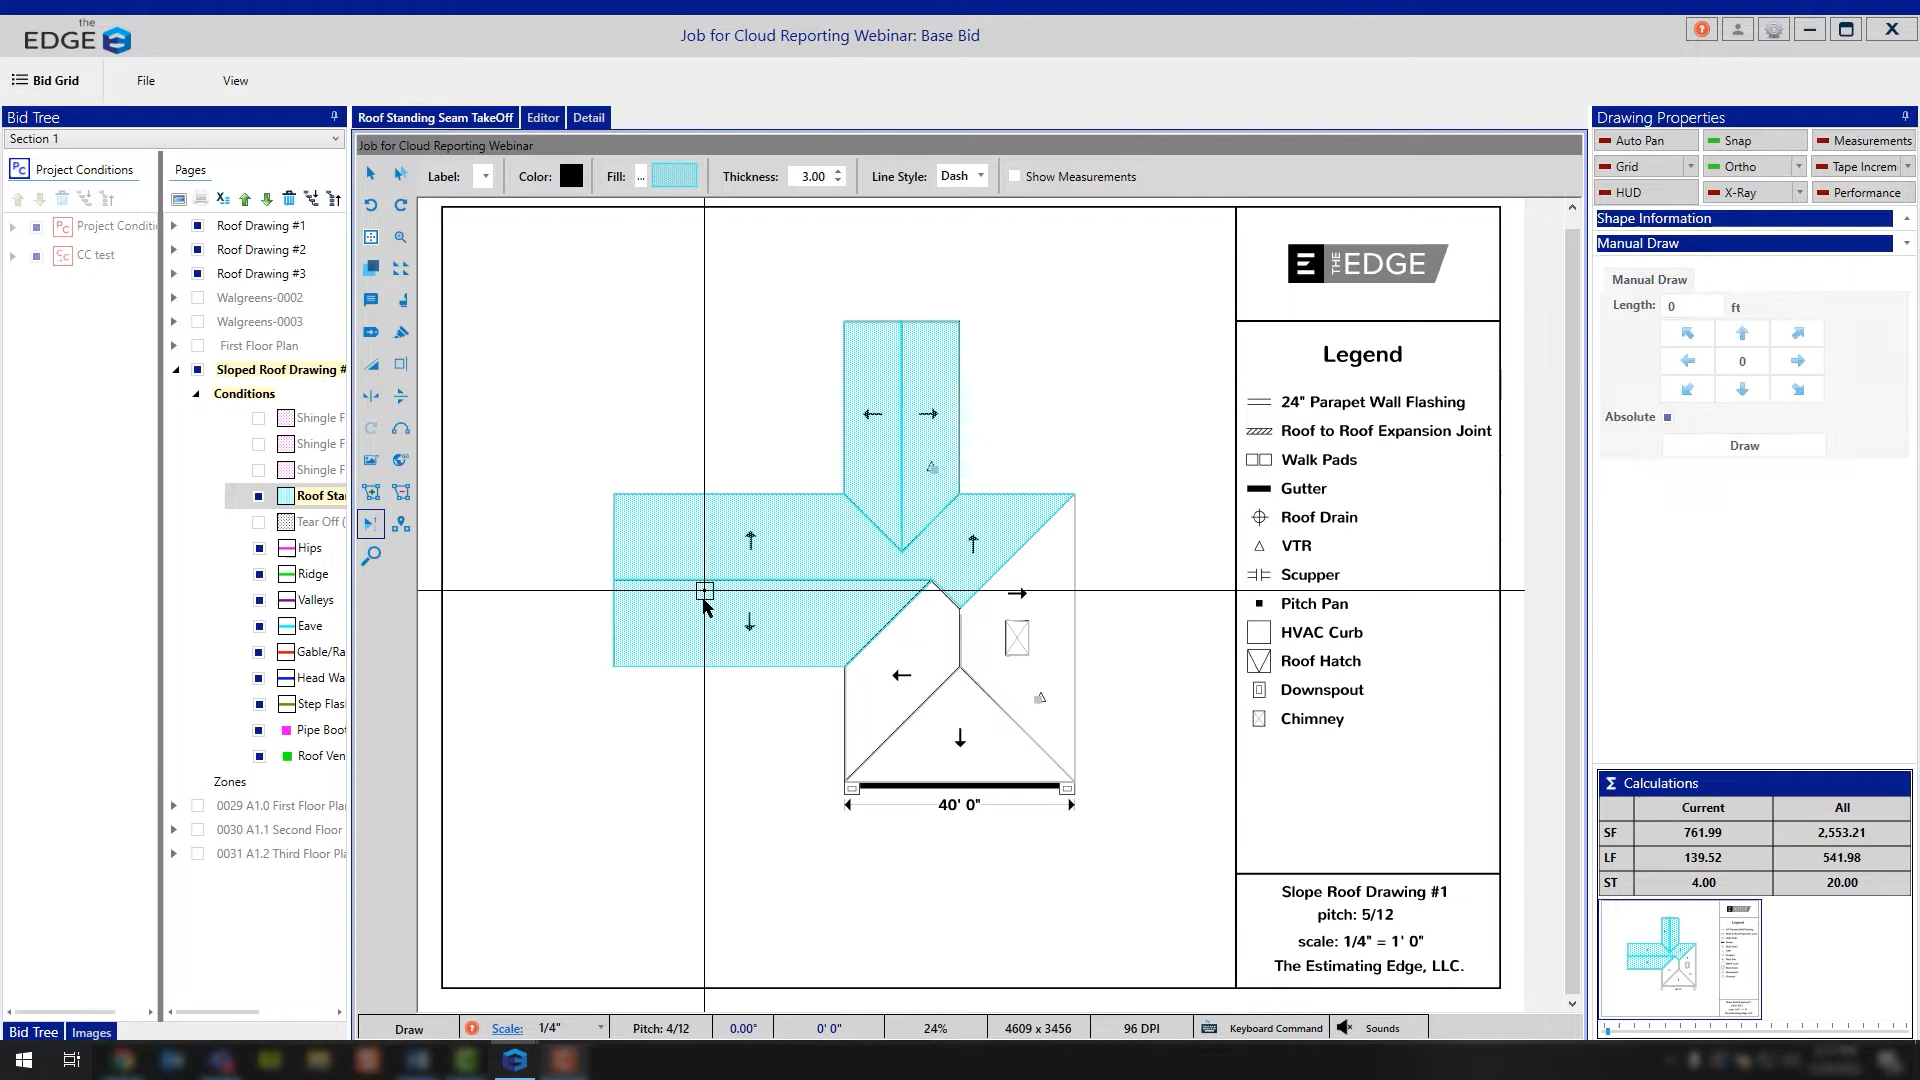 the
EDGE
Job for Cloud Reporting Webinar: Base Bid
Bid Grid
File
View
Bid Tree
Section 1
PC
Project Conditions
PC
Project Conditi
CC test
Pages
Roof Drawing #1
Roof Drawing #2
Roof Drawing #3
Walgreens-0002
Walgreens-0003
First Floor Plan
Sloped Roof Drawing #
Conditions
Shingle F
Shingle F
Shingle F
Roof Sta
Tear Off (
Hips
Ridge
Valleys
Eave
Gable/Ra
Head Wa
Step Flas
Pipe Boo
Roof Ven
Zones
0029 A1.0 First Floor Pla
0030 A1.1 Second Floor
0031 A1.2 Third Floor Pla
Bid Tree
Images
Roof Standing Seam TakeOff
Editor
Detail
Job for Cloud Reporting Webinar
Label:
Color:
Fill:
...
Thickness:
3.00
Line Style:
Dash
Show Measurements
40' 0"
THE EDGE
Legend
24" Parapet Wall Flashing
Roof to Roof Expansion Joint
Walk Pads
Gutter
Roof Drain
VTR
Scupper
Pitch Pan
HVAC Curb
Roof Hatch
Downspout
Chimney
Slope Roof Drawing #1
pitch: 5/12
scale: 1/4" = 1' 0"
The Estimating Edge, LLC.
Draw
Scale:
1/4"
Pitch: 4/12
0.00°
0' 0"
24%
4609 x 3456
96 DPI
Keyboard Command
Sounds
Drawing Properties
Auto Pan
Snap
Measurements
Grid
Ortho
Tape Increm
HUD
X-Ray
Performance
Shape Information
Manual Draw
Manual Draw
Length:
0
ft
0
Absolute
Draw
Σ Calculations
Current
All
SF
761.99
2,553.21
LF
139.52
541.98
ST
4.00
20.00